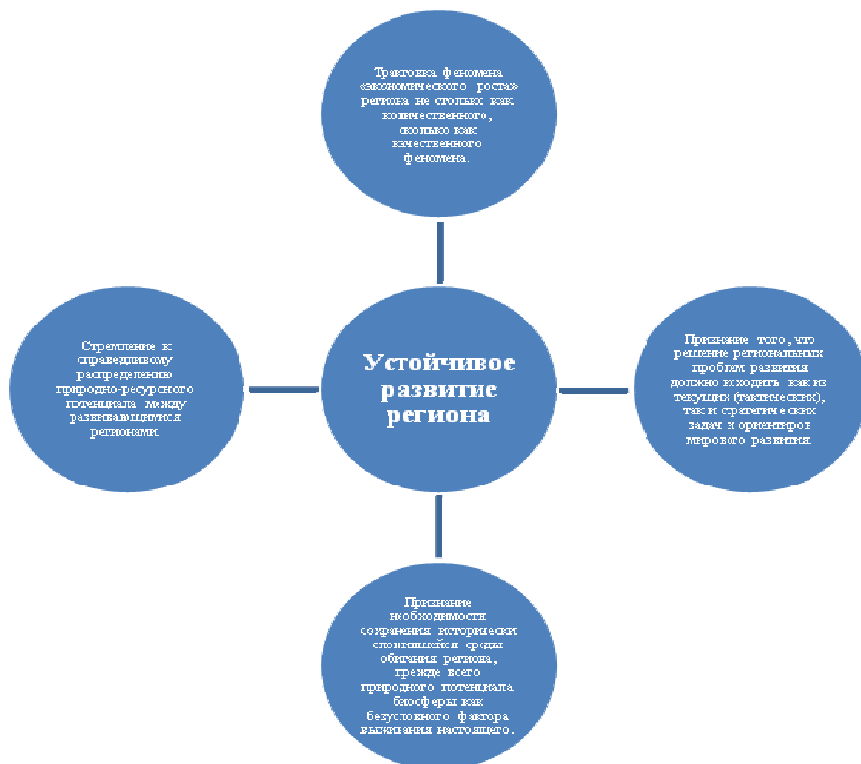 Трактовка феномена
«экономического роста»
региона не столько как
количественного,
сколько как
качественного
феномена.
Стремление к
справедливому
распределению
природно-ресурсного
потенциала между
развивающимися
регионами.
Устойчивое
развитие
региона
Признание того, что
решение региональных
проблем развития
должно исходить как из
текущих (тактических),
так и стратегических
задач и ориентиров
мирового развития.
Признание
необходимости
сохранения исторически
сложившейся среды
обитания региона,
прежде всего
природного потенциала
биосферы как
безусловного фактора
выживания настоящего.